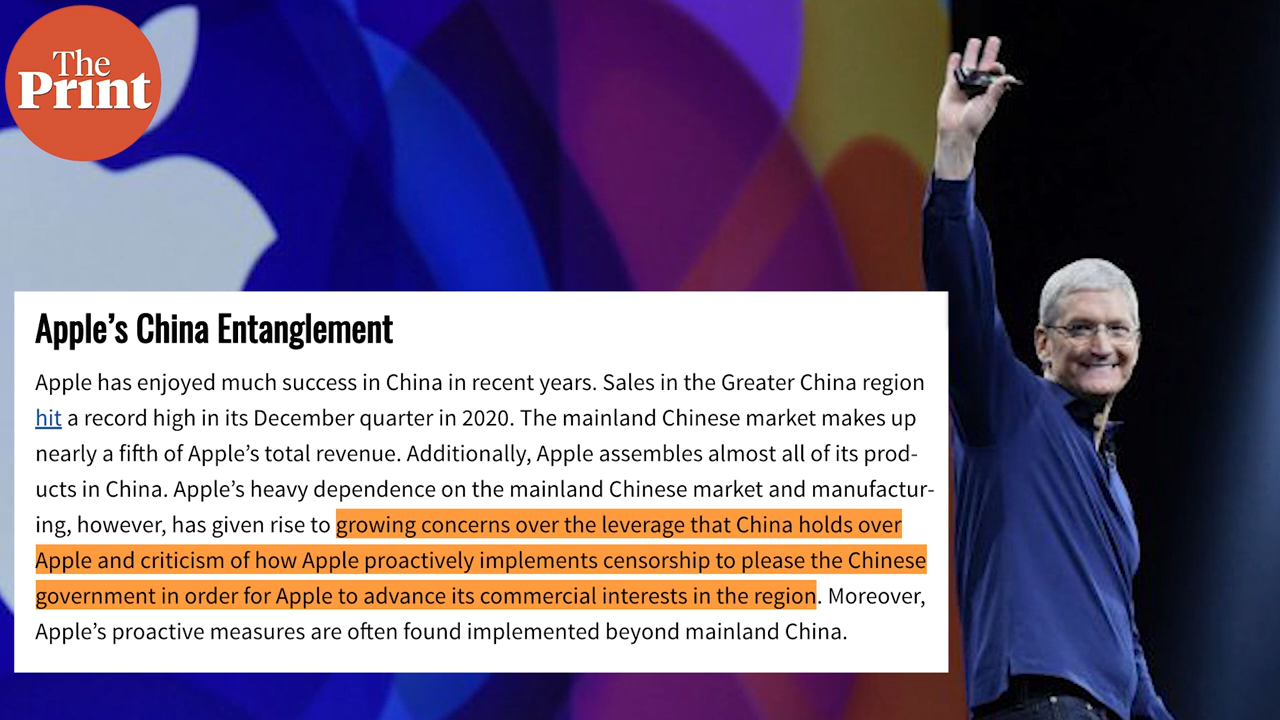 The
Print
Apple’s China Entanglement
Apple has enjoyed much success in China in recent years. Sales in the Greater China region
hit a record high in its December quarter in 2020. The mainland Chinese market makes up
nearly a fifth of Apple’s total revenue. Additionally, Apple assembles almost all of its prod-
ucts in China. Apple’s heavy dependence on the mainland Chinese market and manufactur-
ing, however, has given rise to growing concerns over the leverage that China holds over
Apple and criticism of how Apple proactively implements censorship to please the Chinese
government in order for Apple to advance its commercial interests in the region. Moreover,
Apple’s proactive measures are often found implemented beyond mainland China.